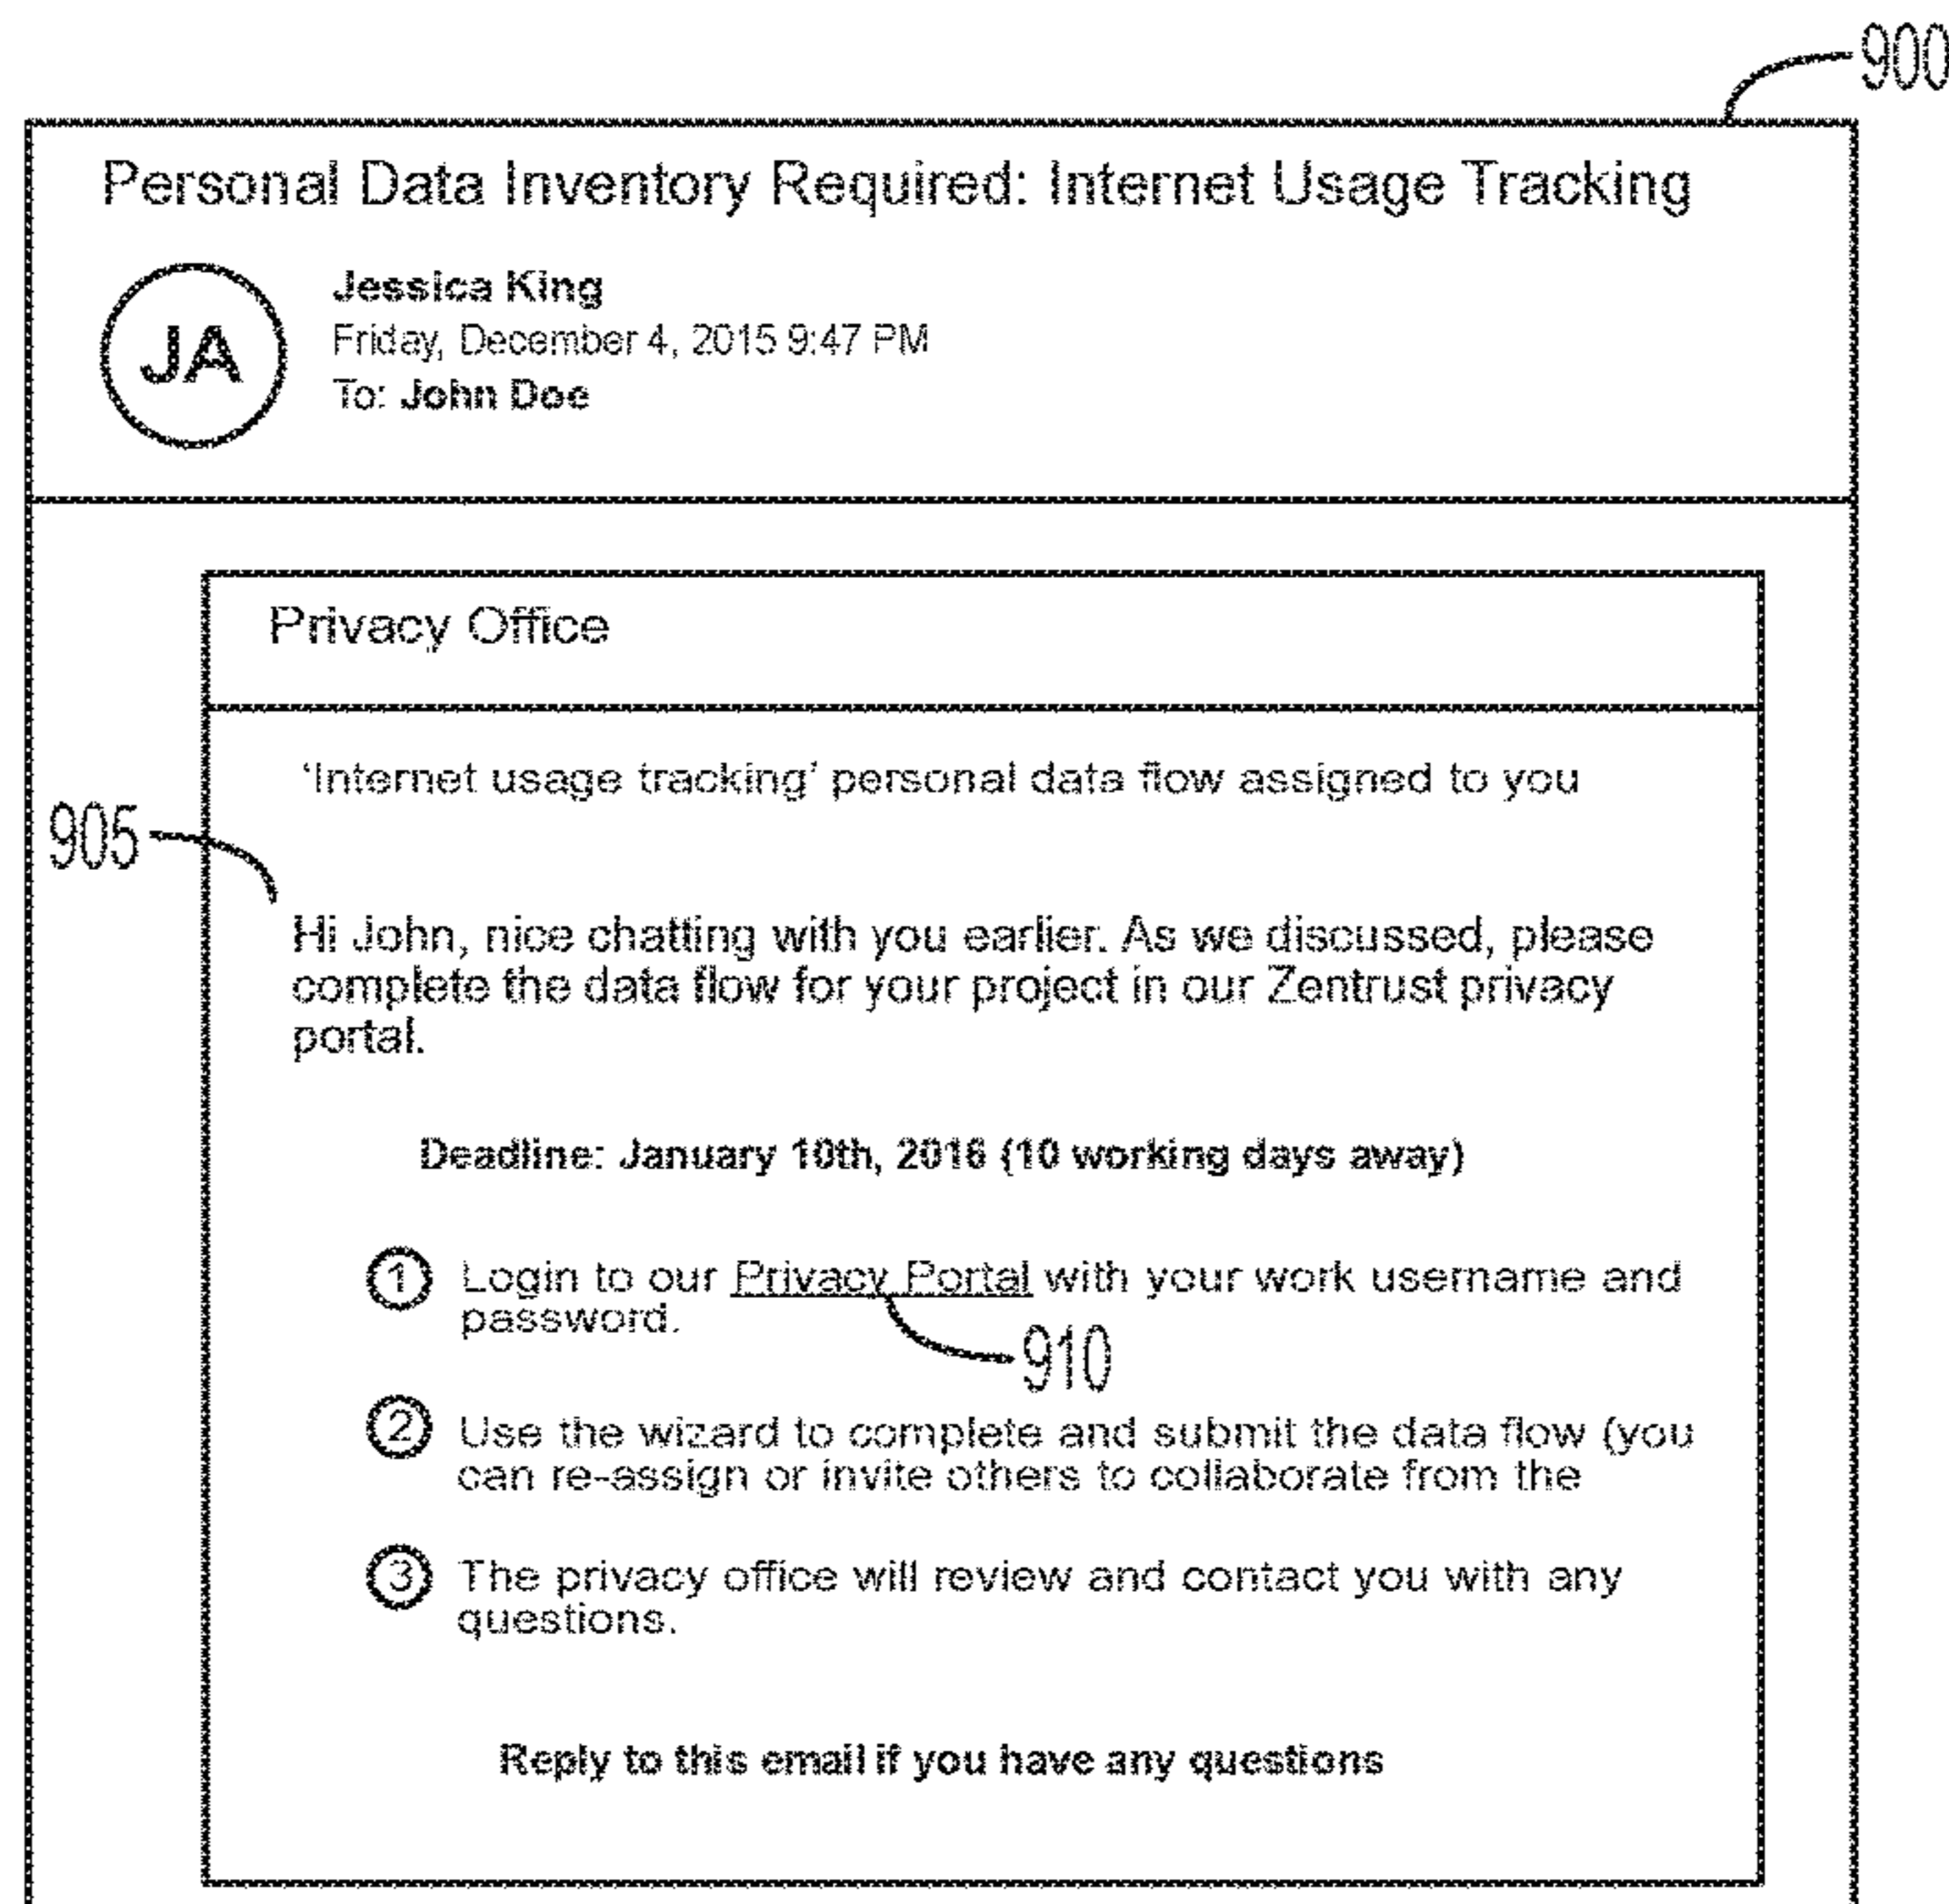 900
Personal Data Inventory Required: Internet Usage Tracking
JA
Jessica King
Friday, December 4, 2015 9:47 PM
To: John Doe
Privacy Office
‘Internet usage tracking’ personal data flow assigned to you
905
Hi John, nice chatting with you earlier. As we discussed, please
complete the data flow for your project in our Zentrust privacy
portal.
Deadline: January 10th, 2016 (10 working days away)
1 Login to our Privacy Portal with your work username and
password.
910
2 Use the wizard to complete and submit the data flow (you
can re-assign or invite others to collaborate from the
3 The privacy office will review and contact you with any
questions.
Reply to this email if you have any questions